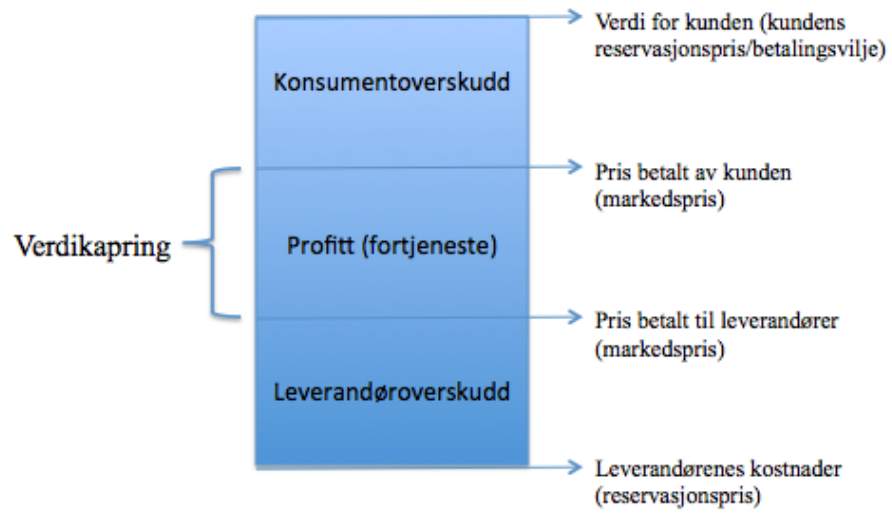 Verdi for kunden (kundens
reservasjonspris/betalingsvilje)
Konsumentoverskudd
Pris betalt av kunden
(markedspris)
Verdikapring
Profitt (fortjeneste)
Pris betalt til leverandører
(markedspris)
Leverandøroverskudd
Leverandørenes kostnader
(reservasjonspris)